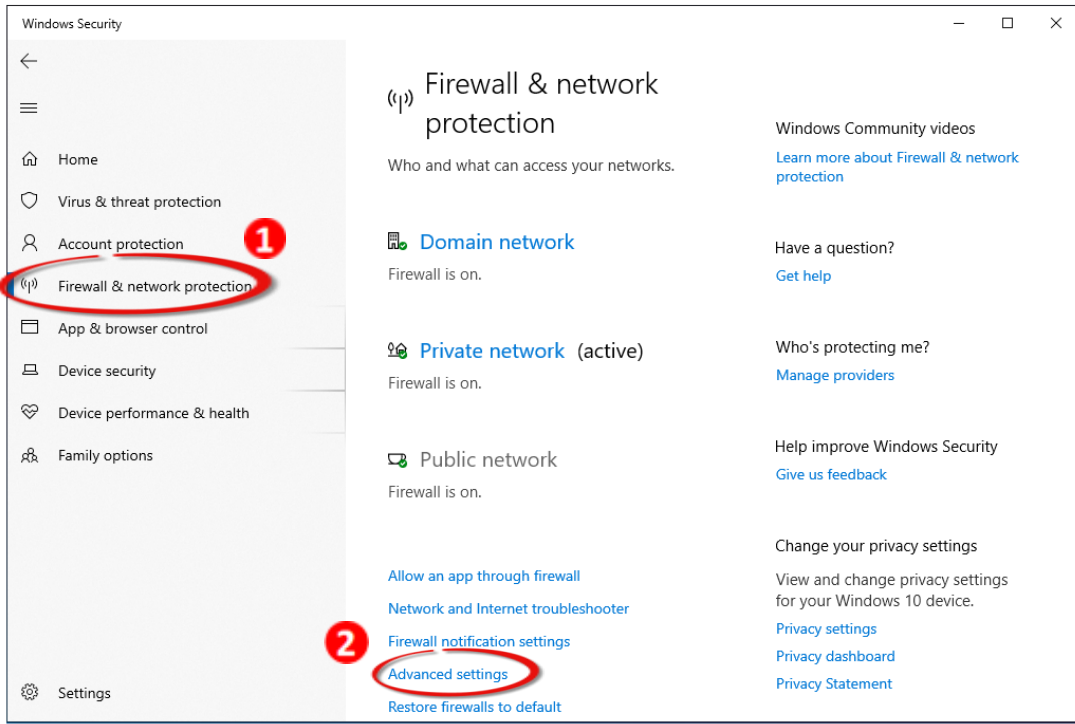 Windows Security
Home
Virus & threat protection
1
Account protection
Firewall & network protection
App & browser control
Device security
Device performance & health
Family options
Settings
Firewall & network
protection
Who and what can access your networks.
Domain network
Firewall is on.
Private network (active)
Firewall is on.
Public network
Firewall is on.
Allow an app through firewall
Network and Internet troubleshooter
2
Firewall notification settings
Advanced settings
Restore firewalls to default
Windows Community videos
Learn more about Firewall & network
protection
Have a question?
Get help
Who's protecting me?
Manage providers
Help improve Windows Security
Give us feedback
Change your privacy settings
View and change privacy settings
for your Windows 10 device.
Privacy settings
Privacy dashboard
Privacy Statement